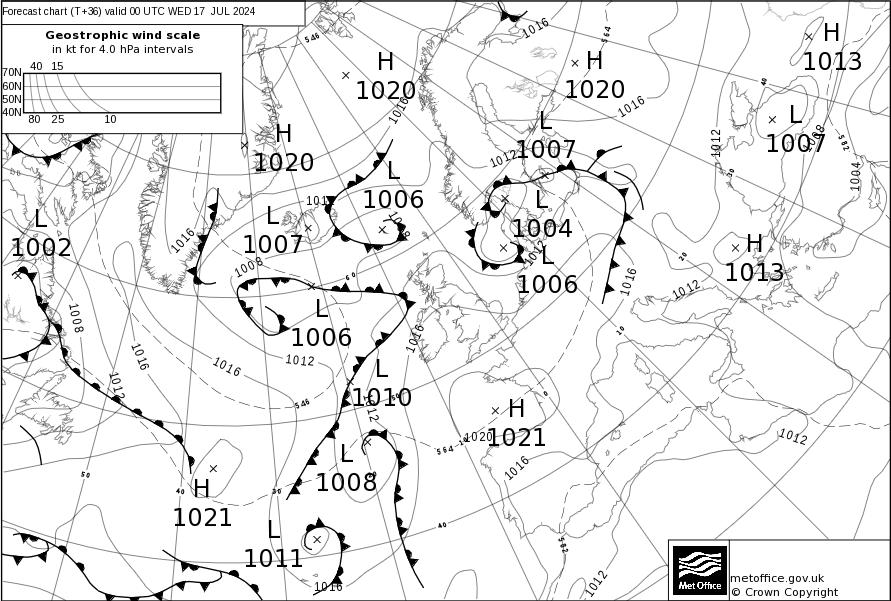 Forecast chart (T+36) valid 00 UTC WED 17 JUL 2024
Geostrophic wind scale
in kt for 4.0 hPa intervals
40 15
70N
60N
50N
40N
80 25 10
546
1016
564
H
1013
H
1020
H
1020
40
1016
1016
L
1007
L
1007
1008
582
H
1020
1012
1012
30
1004
L
1006
101
L
1002
L
1007
1008
L
1004
1016
1012
20
H
1013
1008
60
L
1006
1016
1012
1008
L
1006
10
1016
1016
1012
1016
L
1010
50
1012
1012
546
0
H
1021
1020
10
564
1012
1016
L
1008
50
40
30
H
1021
L
1011
40
582
1016
1012
Met Office
metoffice.gov.uk
© Crown Copyright